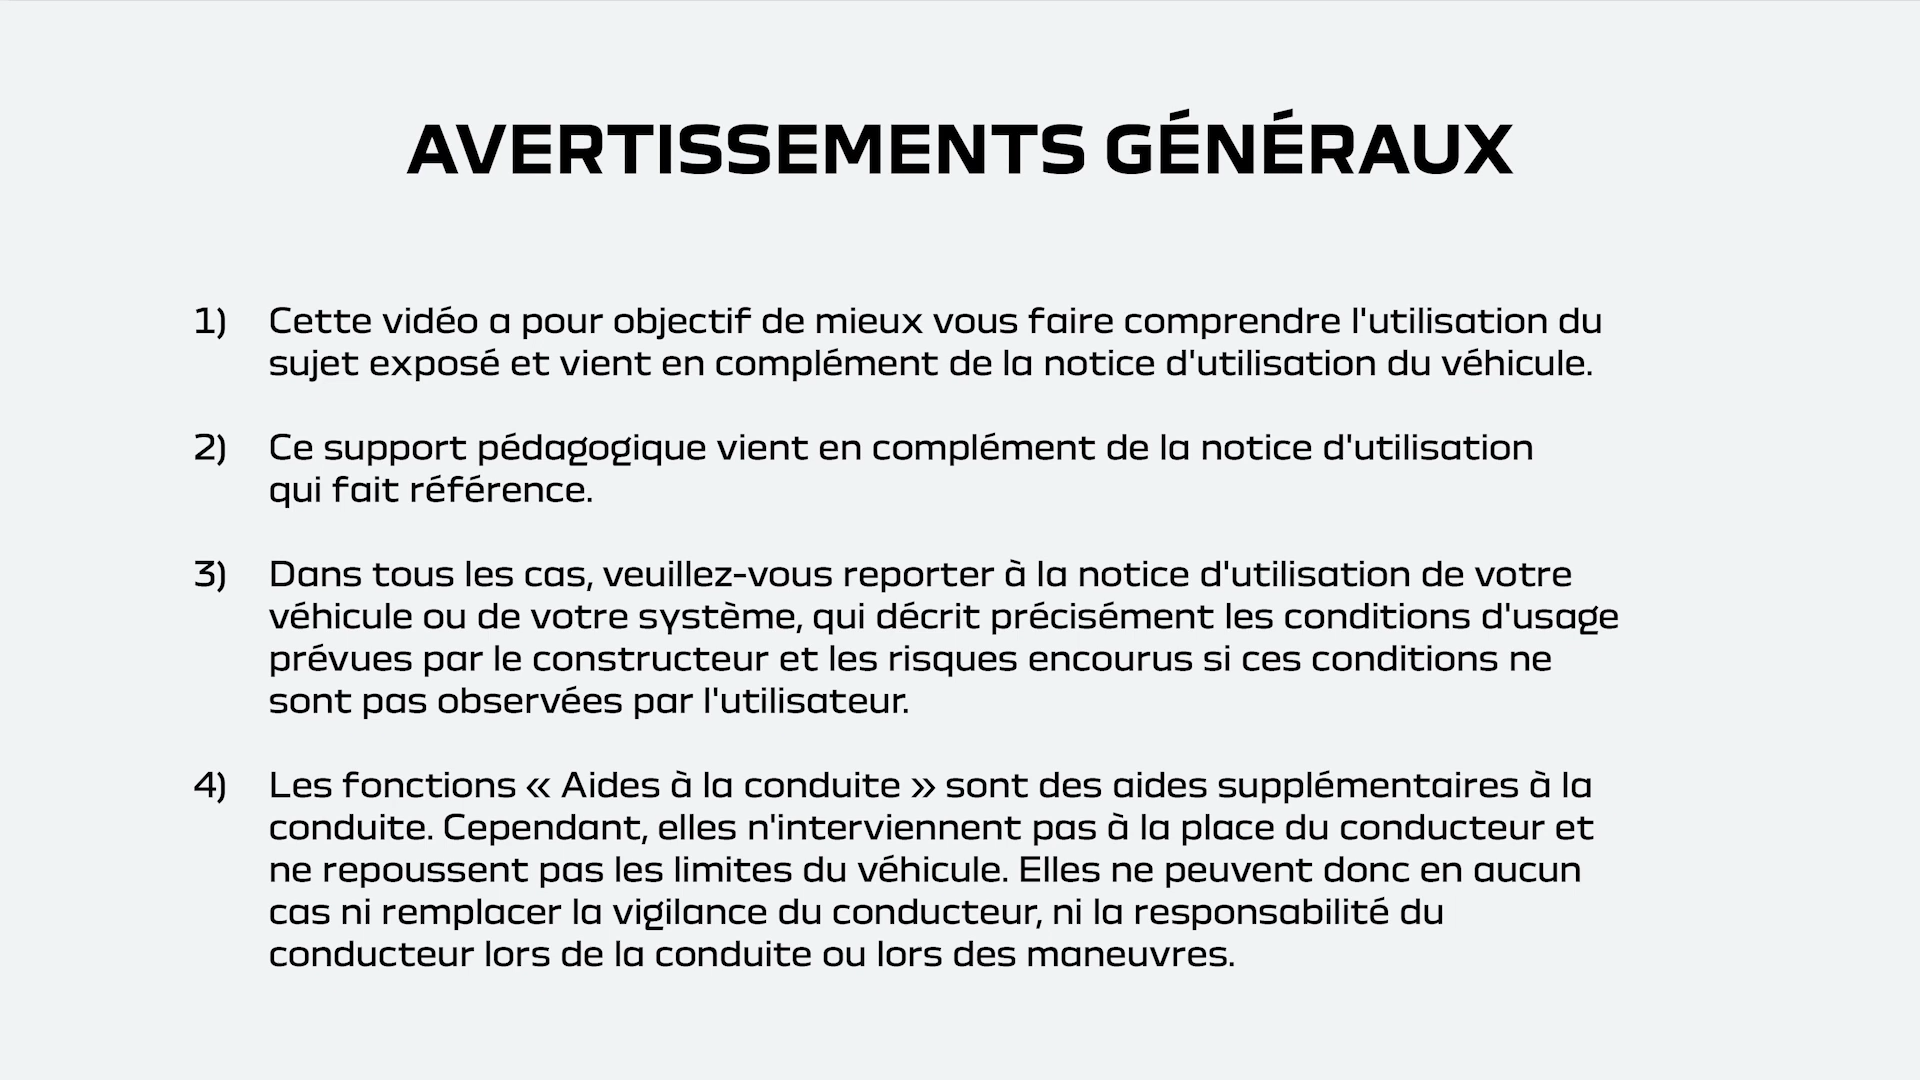 AVERTISSEMENTS GÉNÉRAUX
1) Cette vidéo a pour objectif de mieux vous faire comprendre l'utilisation du
sujet exposé et vient en complément de la notice d'utilisation du véhicule.
2) Ce support pédagogique vient en complément de la notice d'utilisation
qui fait référence.
3) Dans tous les cas, veuillez-vous reporter à la notice d'utilisation de votre
véhicule ou de votre système, qui décrit précisément les conditions d'usage
prévues par le constructeur et les risques encourus si ces conditions ne
sont pas observées par l'utilisateur.
4) Les fonctions « Aides à la conduite » sont des aides supplémentaires à la
conduite. Cependant, elles n'interviennent pas à la place du conducteur et
ne repoussent pas les limites du véhicule. Elles ne peuvent donc en aucun
cas ni remplacer la vigilance du conducteur, ni la responsabilité du
conducteur lors de la conduite ou lors des maneuvres.